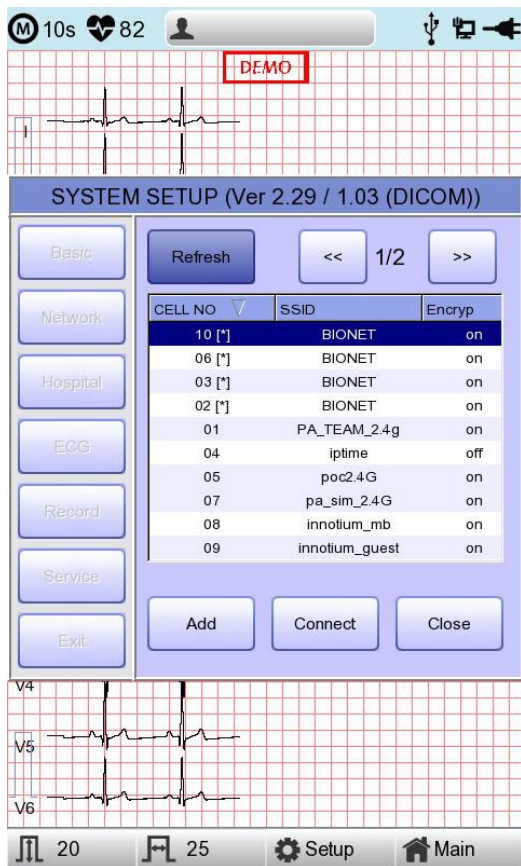 M 10s 82
DEMO
I
SYSTEM SETUP (Ver 2.29 / 1.03 (DICOM))
Basic
Network
Hospital
ECG
Record
Service
Exit
Refresh << 1/2 >>
CELL NO SSID Encryp
10 [*] BIONET on
06 [*] BIONET on
03 [*] BIONET on
02 [*] BIONET on
01 PA_TEAM_2.4g on
04 iptime off
05 poc2.4G on
07 pa_sim_2.4G on
08 innotium_mb on
09 innotium_guest on
Add Connect Close
V4
V5
V6
20 25 Setup Main